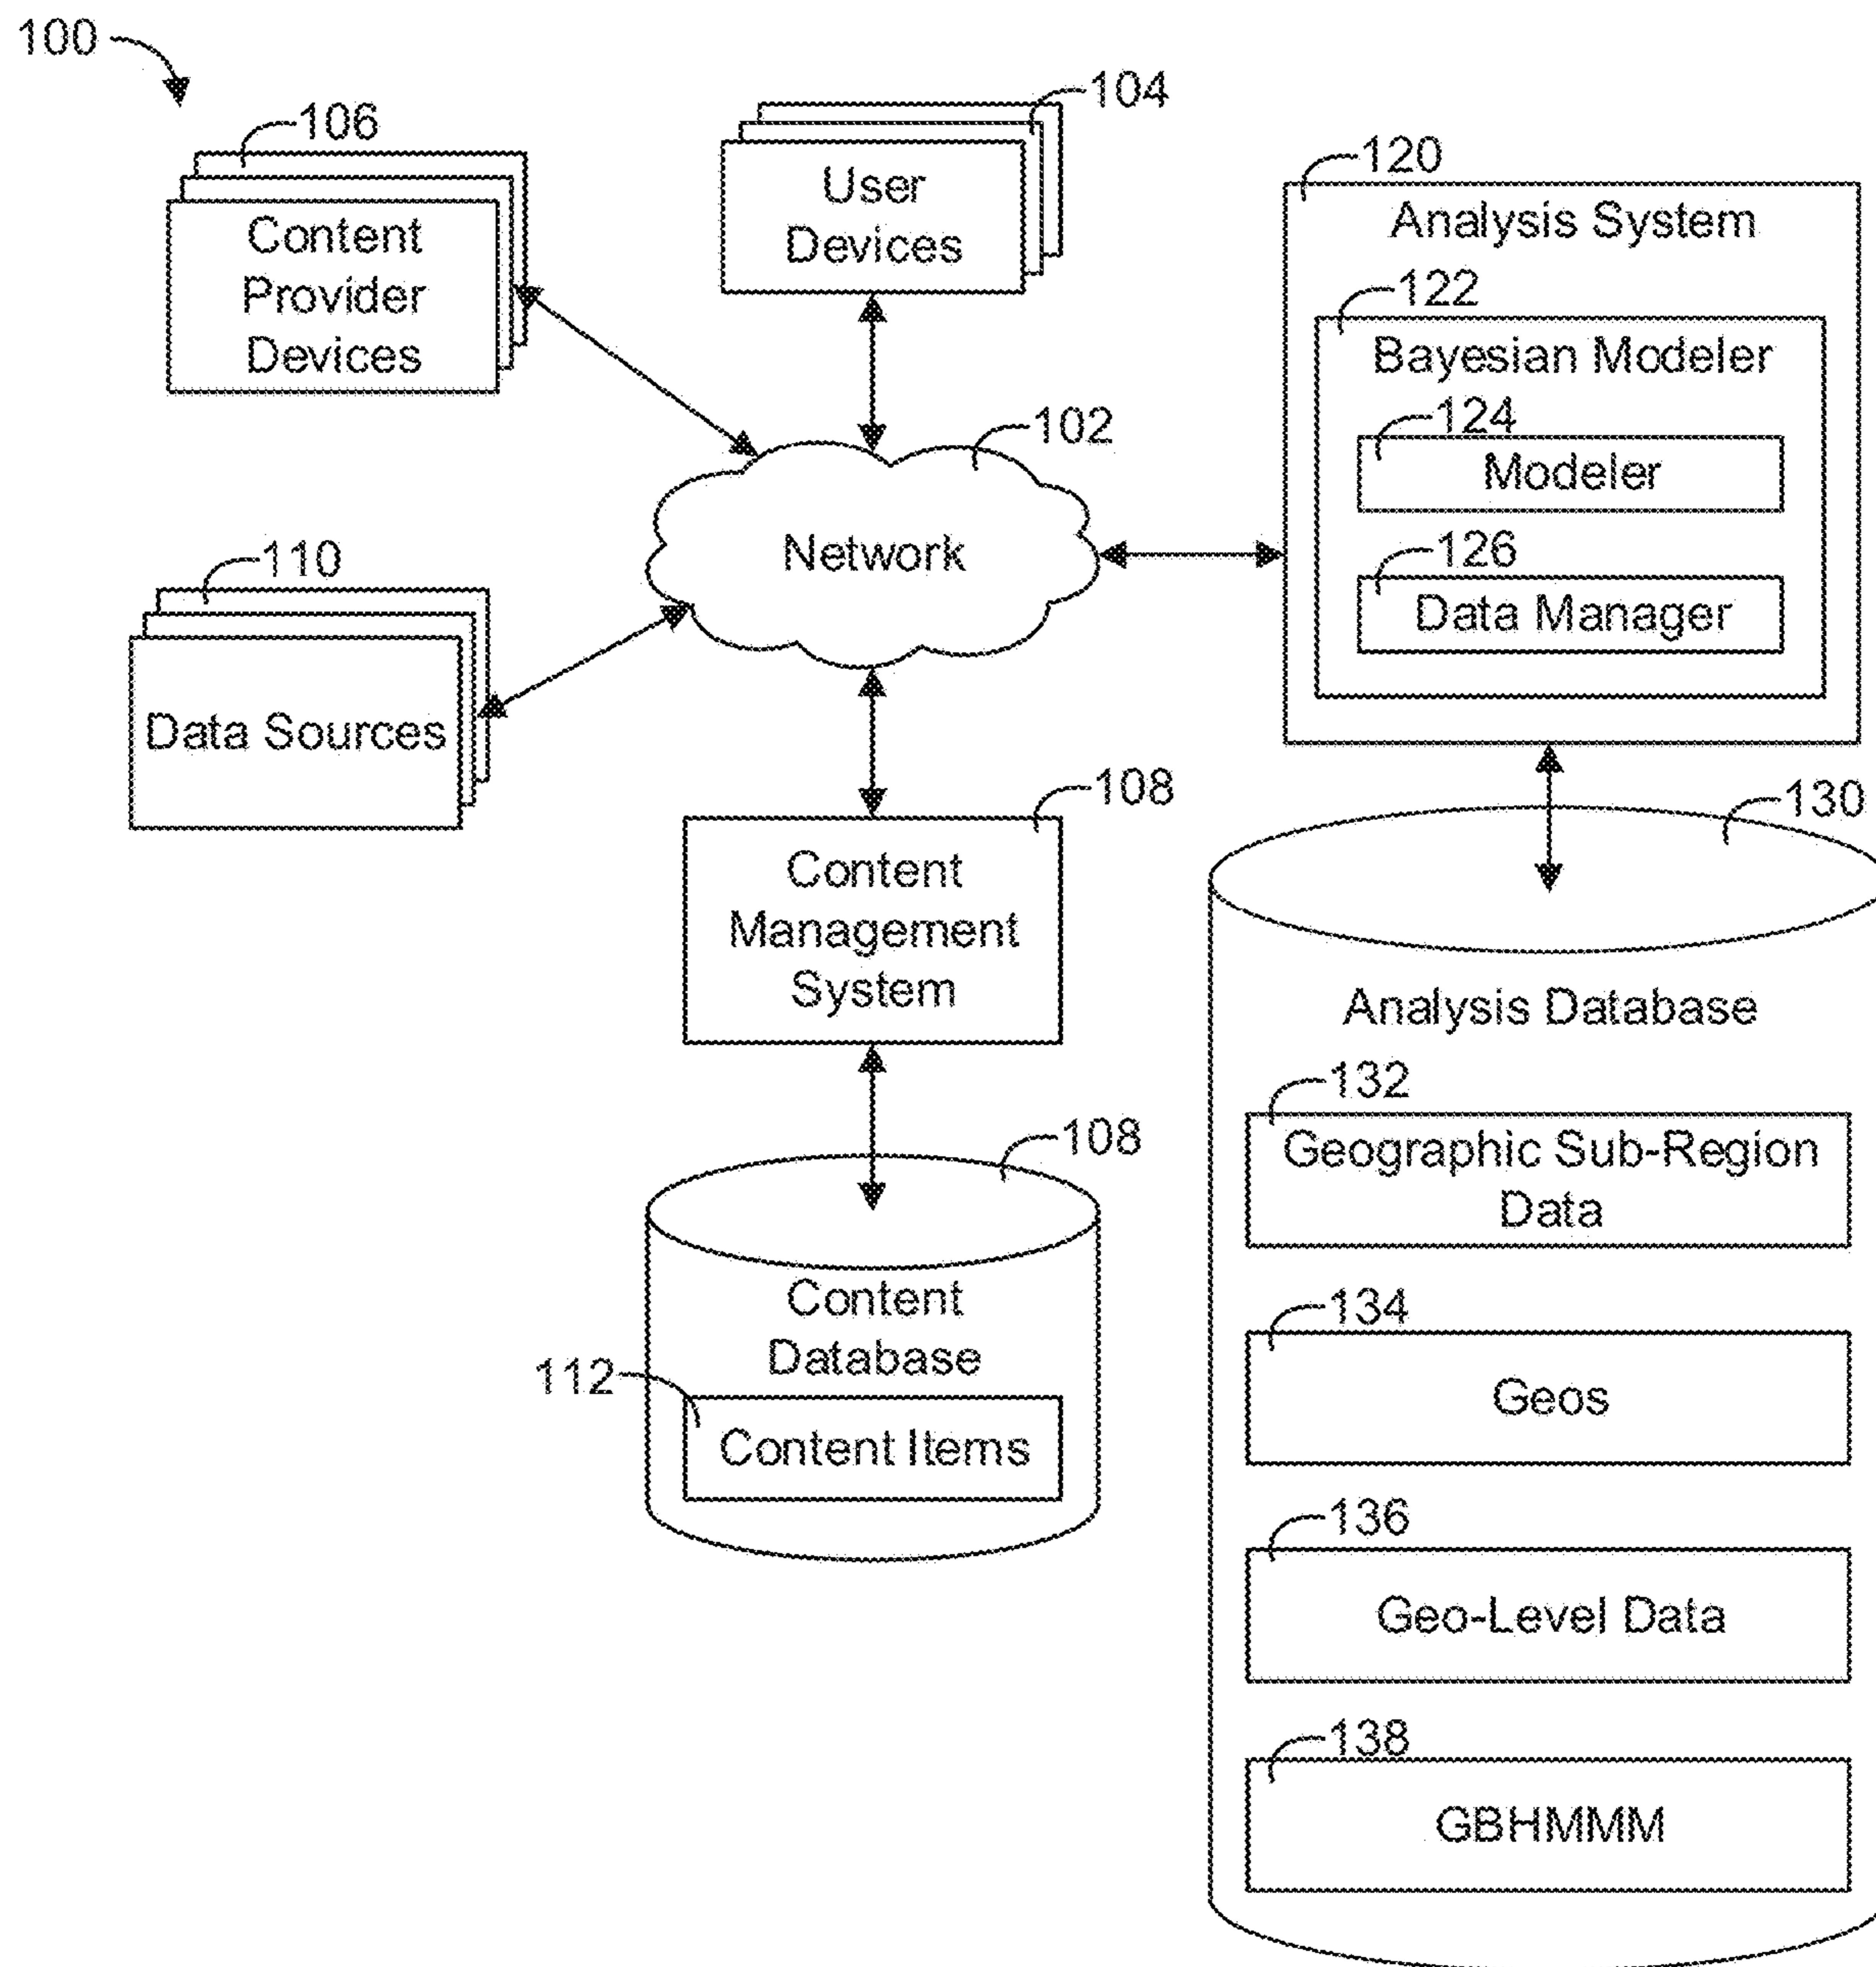 100
106
Content
Provider
Devices
104
User
Devices
120
Analysis System
122
Bayesian Modeler
124
Modeler
126
Data Manager
102
Network
110
Data Sources
108
Content
Management
System
130
Analysis Database
132
Geographic Sub-Region
Data
134
Geos
136
Geo-Level Data
138
GBHMMM
108
Content
Database
112
Content Items